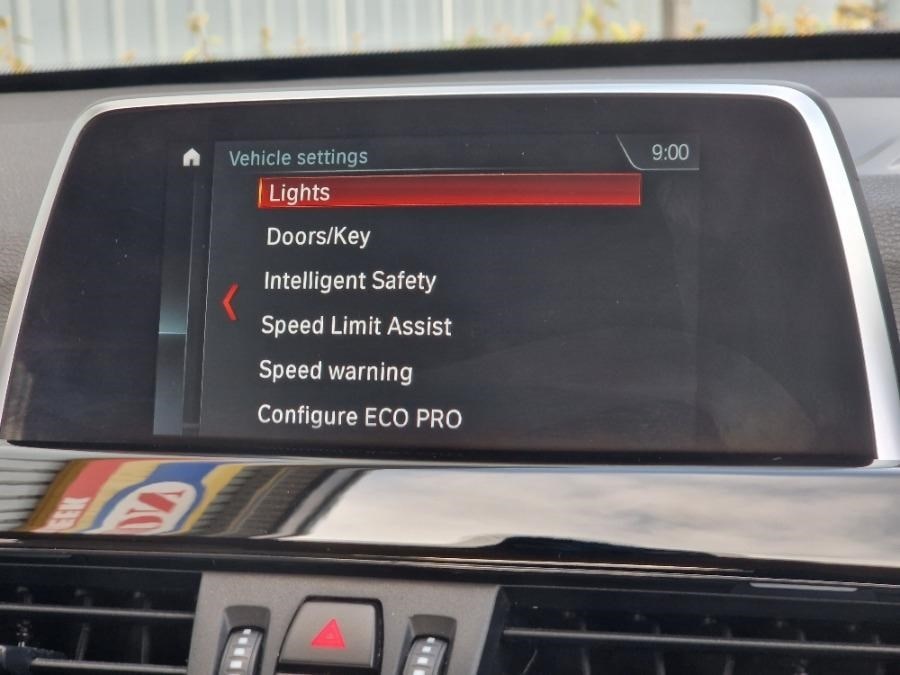 Vehicle settings
9:00
Lights
Doors/Key
Intelligent Safety
Speed Limit Assist
Speed warning
Configure ECO PRO